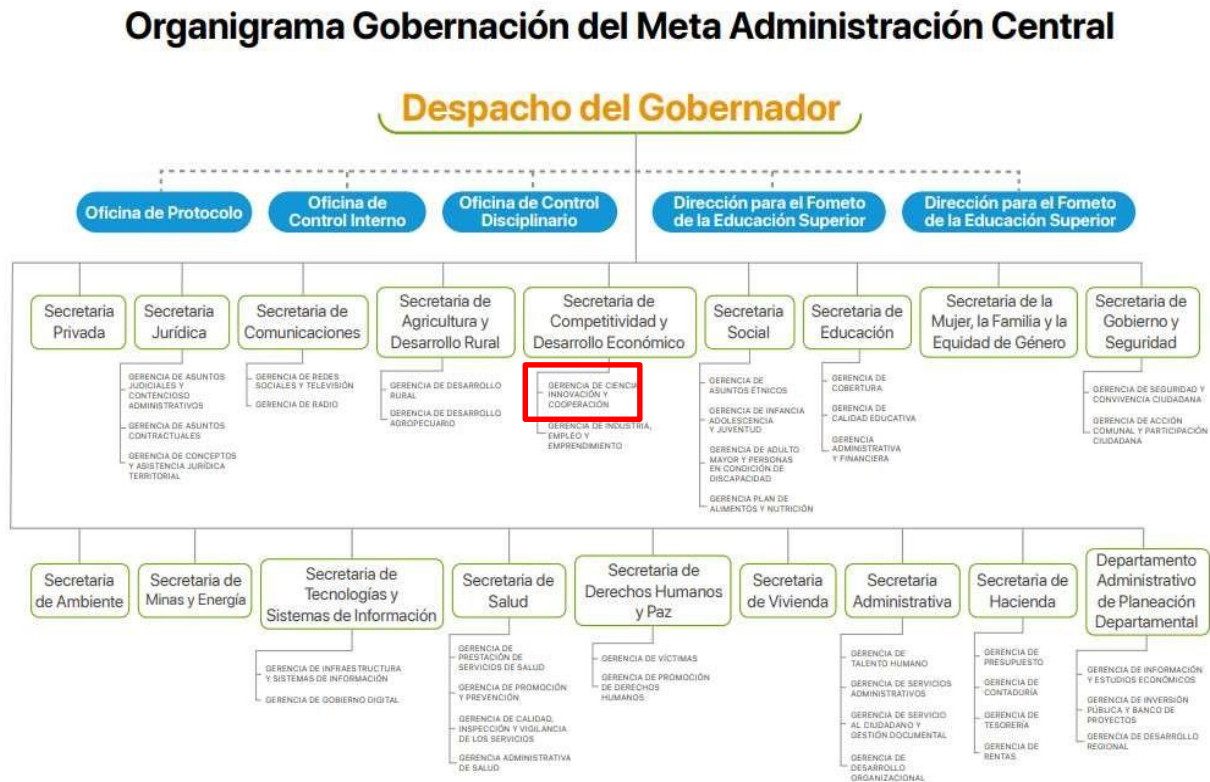 Organigrama Gobernación del Meta Administración Central
Despacho del Gobernador
Oficina de Protocolo
Oficina de
Control Interno
Oficina de Control
Disciplinario
Dirección para el Fometo
de la Educación Superior
Dirección para el Fometo
de la Educación Superior
Secretaria
Privada
Secretaria
Jurídica
GERENCIA DE ASUNTOS
JUDICIALES Y
CONTENCIOSO
ADMINISTRATIVOS
GERENCIA DE ASUNTOS
CONTRACTUALES
GERENCIA DE CONCEPTOS
Y ASISTENCIA JURÍDICA
TERRITORIAL
Secretaria de
Comunicaciones
GERENCIA DE REDES
SOCIALES Y TELEVISIÓN
GERENCIA DE RADIO
Secretaria de
Agricultura y
Desarrollo Rural
GERENCIA DE DESARROLLO
RURAL
GERENCIA DE DESARROLLO
AGROPECUARIO
Secretaria de
Competitividad y
Desarrollo Económico
GERENCIA DE CIENCIA
INNOVACIÓN Y
COOPERACIÓN
GERENCIA DE INDUSTRIA,
EMPLEO Y
EMPRENDIMIENTO
Secretaria
Social
GERENCIA DE
ASUNTOS ÉTNICOS
GERENCIA DE INFANCIA
ADOLESCENCIA
Y JUVENTUD
GERENCIA DE ADULTO
MAYOR Y PERSONAS
EN CONDICIÓN DE
DISCAPACIDAD
GERENCIA PLAN DE
ALIMENTOS Y NUTRICIÓN
Secretaria de
Educación
GERENCIA DE
COBERTURA
GERENCIA DE
CALIDAD EDUCATIVA
GERENCIA
ADMINISTRATIVA
Y FINANCIERA
Secretaria de la
Mujer, la Familia y la
Equidad de Género
Secretaria de
Gobierno y
Seguridad
GERENCIA DE SEGURIDAD Y
CONVIVENCIA CIUDADANA
GERENCIA DE ACCIÓN
COMUNAL Y PARTICIPACIÓN
CIUDADANA
Secretaria
de Ambiente
Secretaria de
Minas y Energía
Secretaria de
Tecnologías y
Sistemas de Información
GERENCIA DE INFRAESTRUCTURA
Y SISTEMAS DE INFORMACIÓN
GERENCIA DE GOBIERNO DIGITAL
Secretaria de
Salud
GERENCIA DE
PRESTACIÓN DE
SERVICIOS DE SALUD
GERENCIA DE PROMOCIÓN
Y PREVENCIÓN
GERENCIA DE CALIDAD,
INSPECCIÓN Y VIGILANCIA
DE LOS SERVICIOS
GERENCIA ADMINISTRATIVA
DE SALUD
Secretaria de
Derechos Humanos
y Paz
GERENCIA DE VÍCTIMAS
GERENCIA DE PROMOCIÓN
DE DERECHOS
HUMANOS
Secretaria
de Vivienda
Secretaria
Administrativa
GERENCIA DE
TALENTO HUMANO
GERENCIA DE SERVICIOS
ADMINISTRATIVOS
GERENCIA DE SERVICIO
AL CIUDADANO Y
GESTIÓN DOCUMENTAL
GERENCIA DE
DESARROLLO
ORGANIZACIONAL
Secretaria de
Hacienda
GERENCIA DE
PRESUPUESTO
GERENCIA DE
CONTADURÍA
GERENCIA DE
TESORERÍA
GERENCIA DE
RENTAS.
Departamento
Administrativo
de Planeación
Departamental
GERENCIA DE INFORMACIÓN
Y ESTUDIOS ECONÓMICOS
GERENCIA DE INVERSIÓN
PÚBLICA Y BANCO DE
PROYECTOS
GERENCIA DE DESARROLLO
REGIONAL